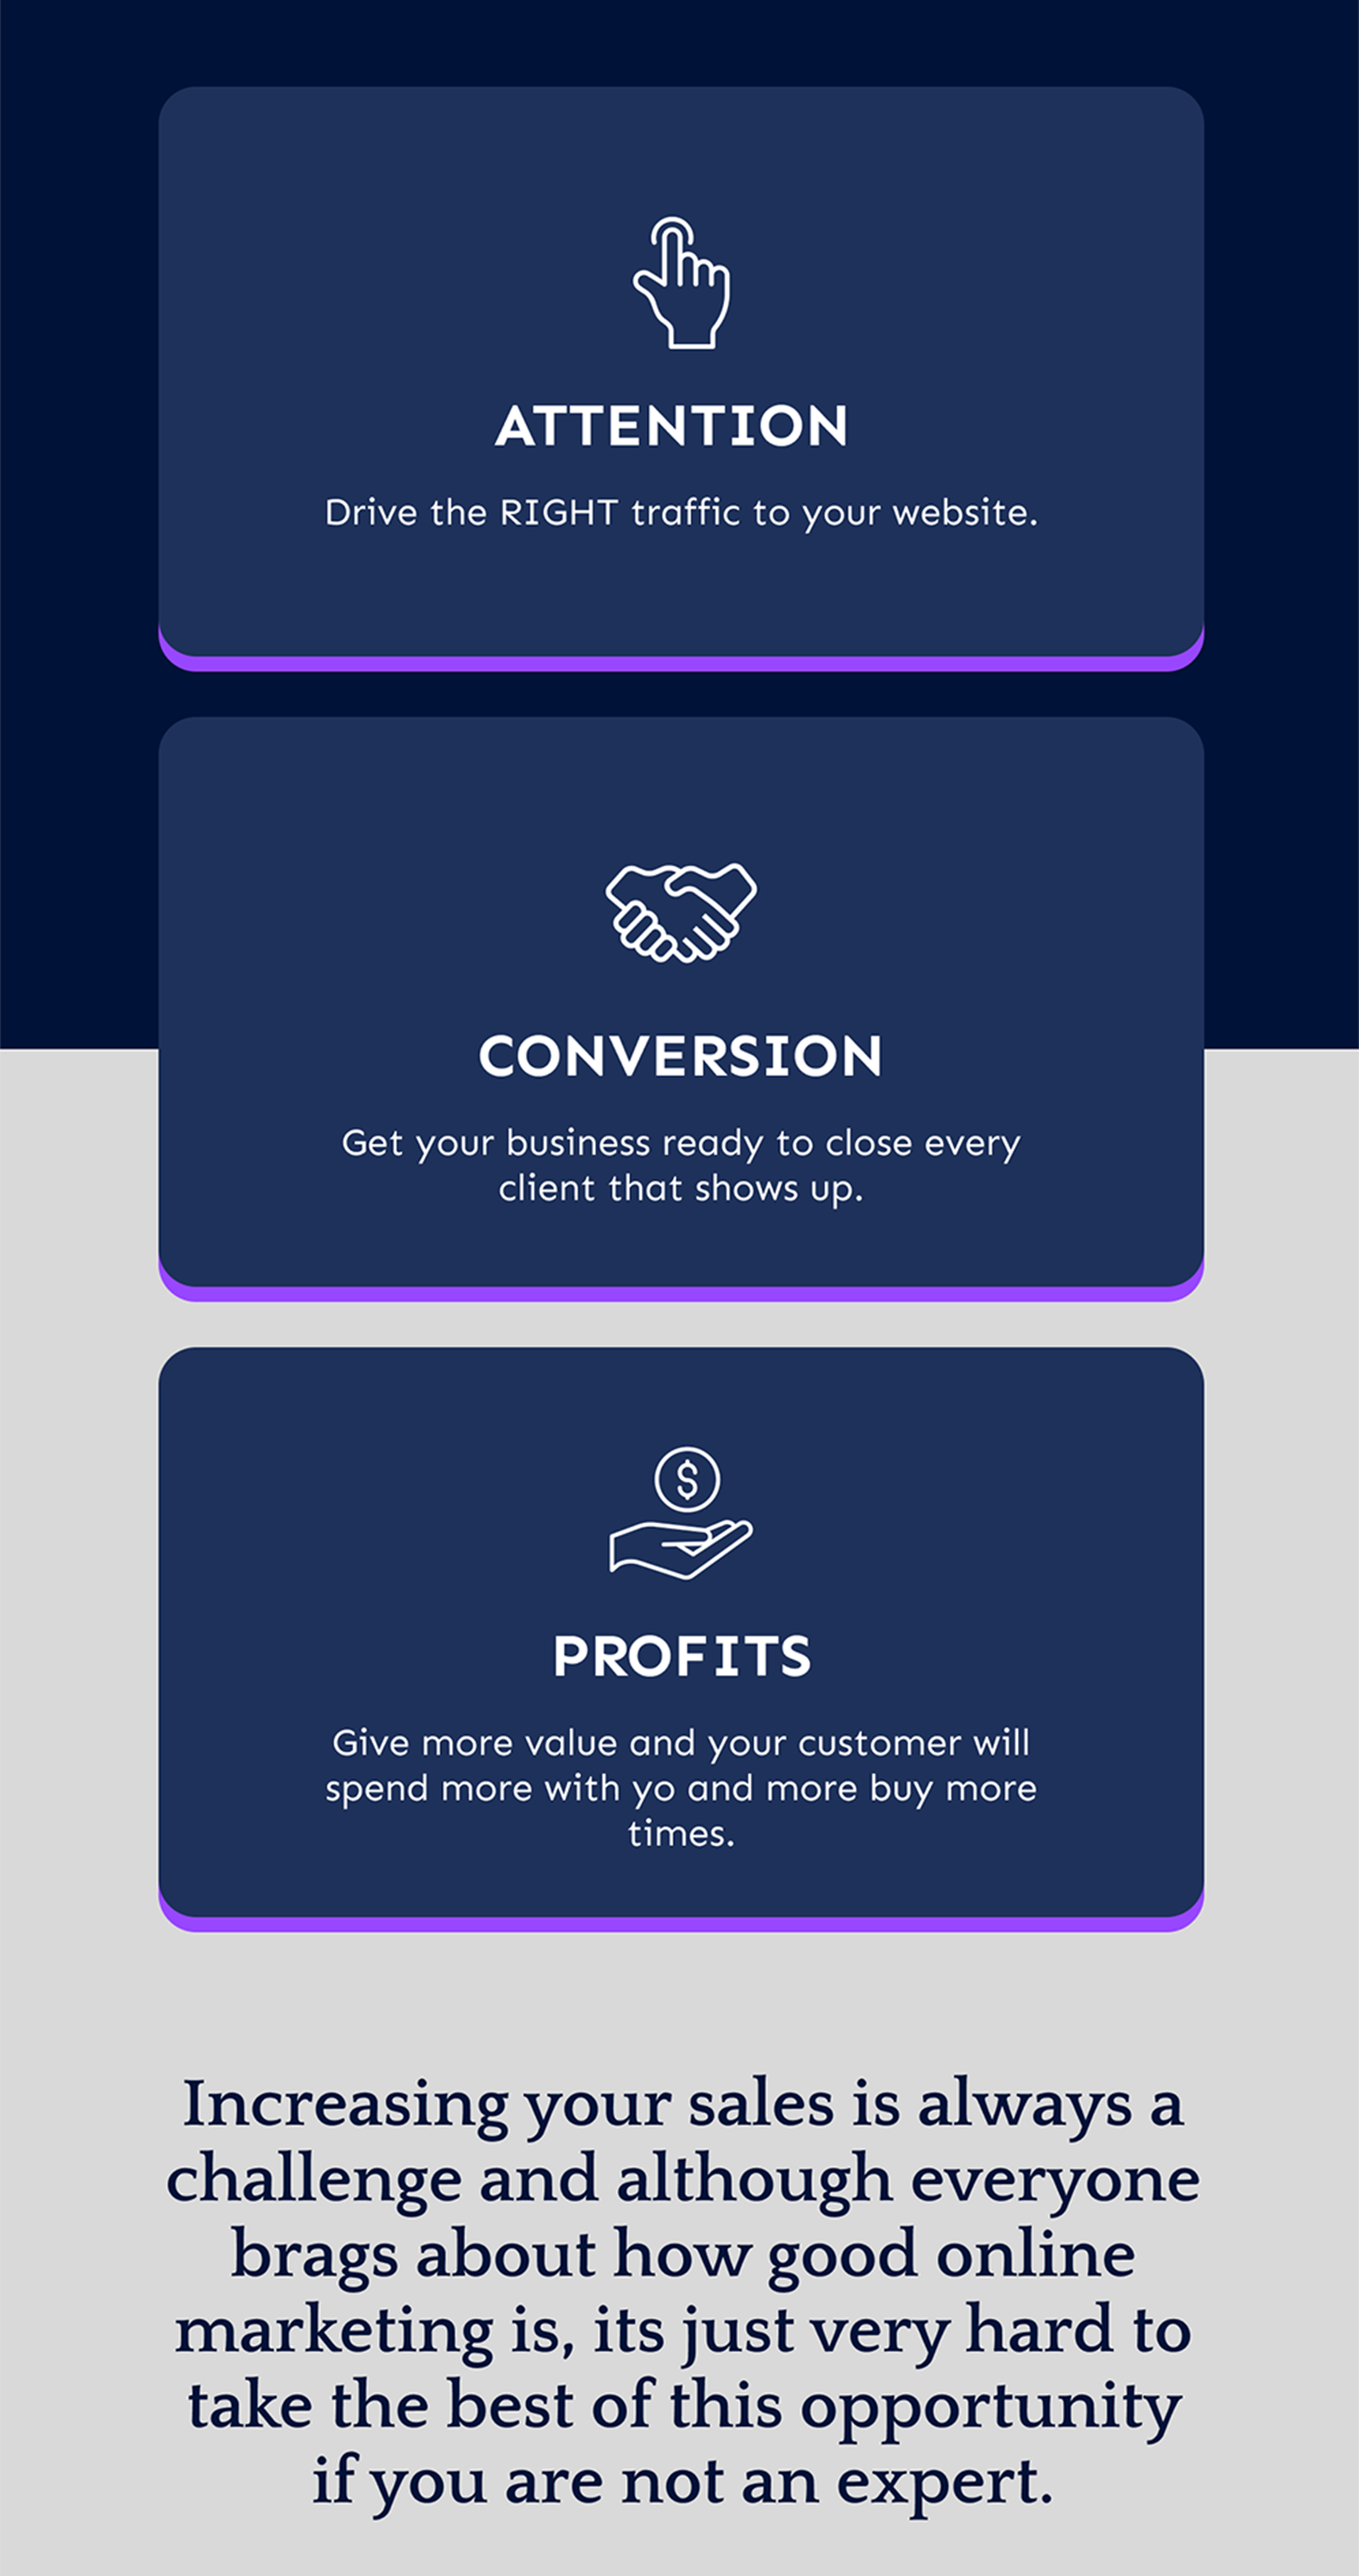 ATTENTION
Drive the RIGHT traffic to your website.
CONVERSION
Get your business ready to close every
client that shows up.
$
PROFITS
Give more value and your customer will
spend more with yo and more buy more
times.
Increasing your sales is always a
challenge and although everyone
brags about how good online
marketing is, its just very hard to
take the best of this opportunity
if you are not an expert.